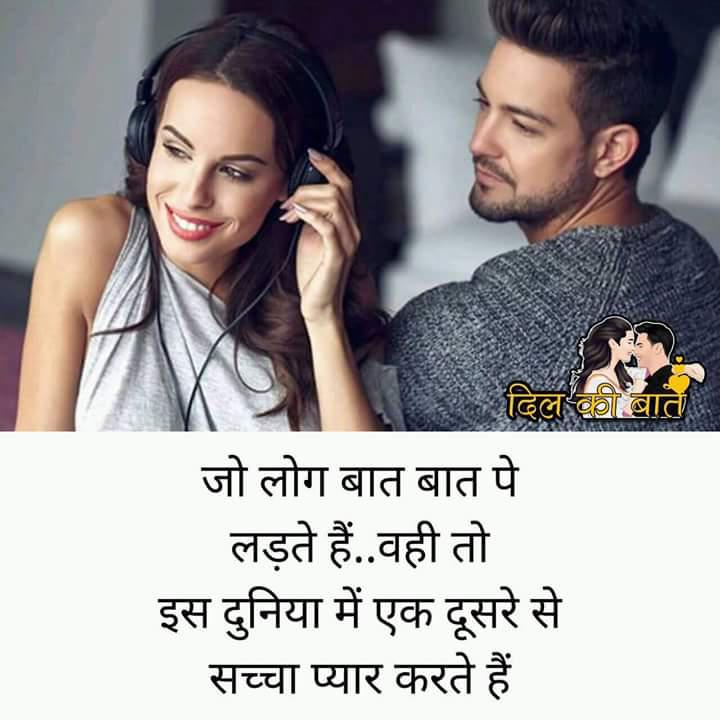 दिल की बातें
जो लोग बात बात पे
लड़ते हैं..वही तो
इस दुनिया में एक दूसरे से
सच्चा प्यार करते हैं